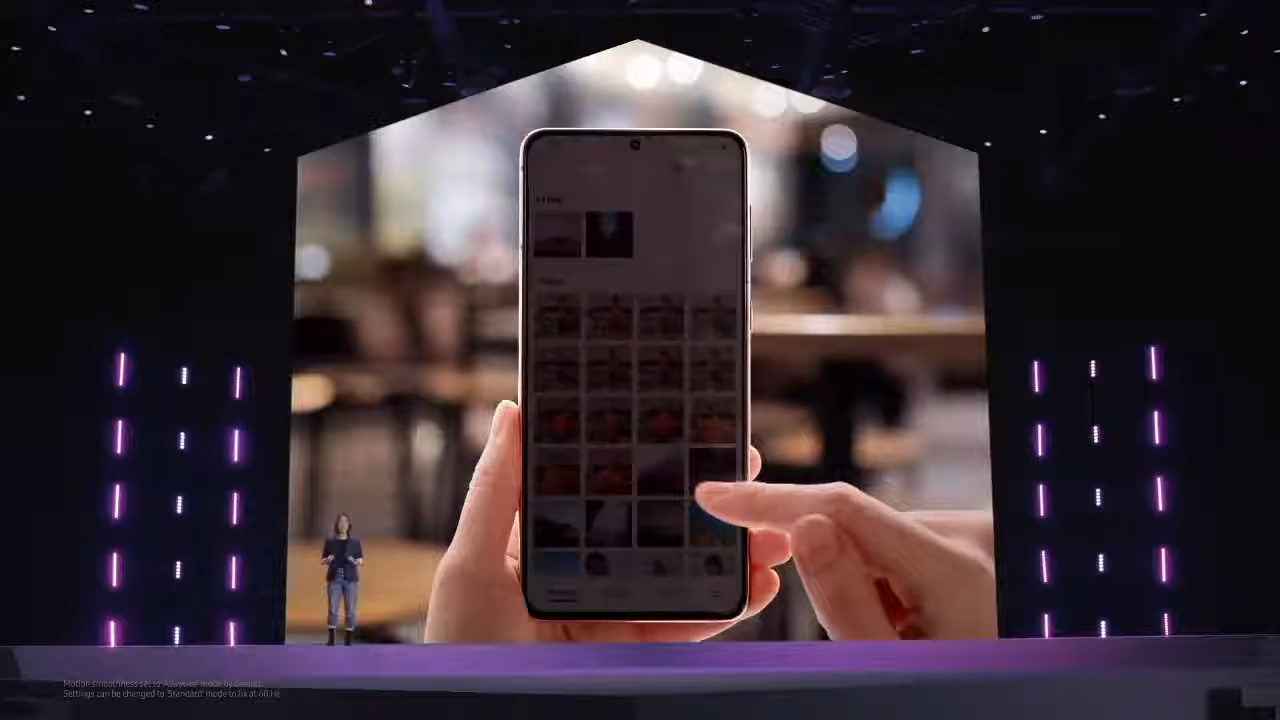 Motion smoothness set to 'Adaptive' mode by default.
Settings can be changed to 'Standard' mode to fix at 60 Hz